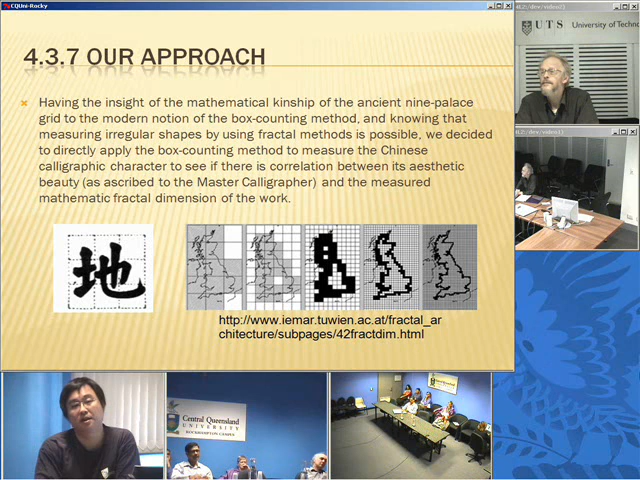 CQUni-Rocky
4.3.7 OUR APPROACH
Having the insight of the mathematical kinship of the ancient nine-palace
grid to the modern notion of the box-counting method, and knowing that
measuring irregular shapes by using fractal methods is possible, we decided
to directly apply the box-counting method to measure the Chinese
calligraphic character to see if there is correlation between its aesthetic
beauty (as ascribed to the Master Calligrapher) and the measured
mathematic fractal dimension of the work.
地
http://www.iemar.tuwien.ac.at/fractal_ar
chitecture/subpages/42fractdim.html
UTS University of Techno
Central Queensland
UNIVERSITY
ROCKHAMPTON CAMPUS